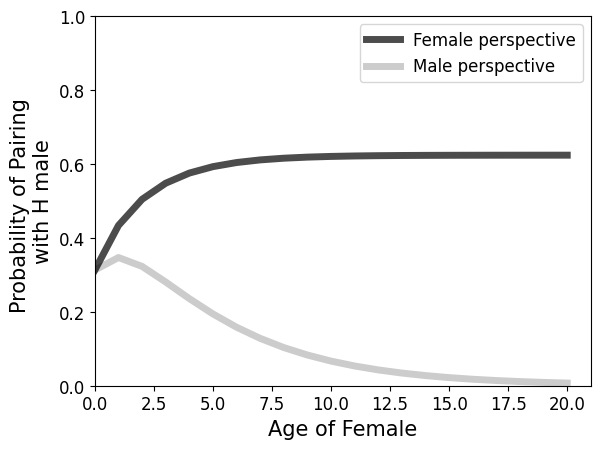 Female perspective
Male perspective
Probability of Pairing
with H male
1.0
0.8
0.6
0.4
0.2
0.0
0.0 2.5 5.0 7.5 10.0 12.5 15.0 17.5 20.0
Age of Female